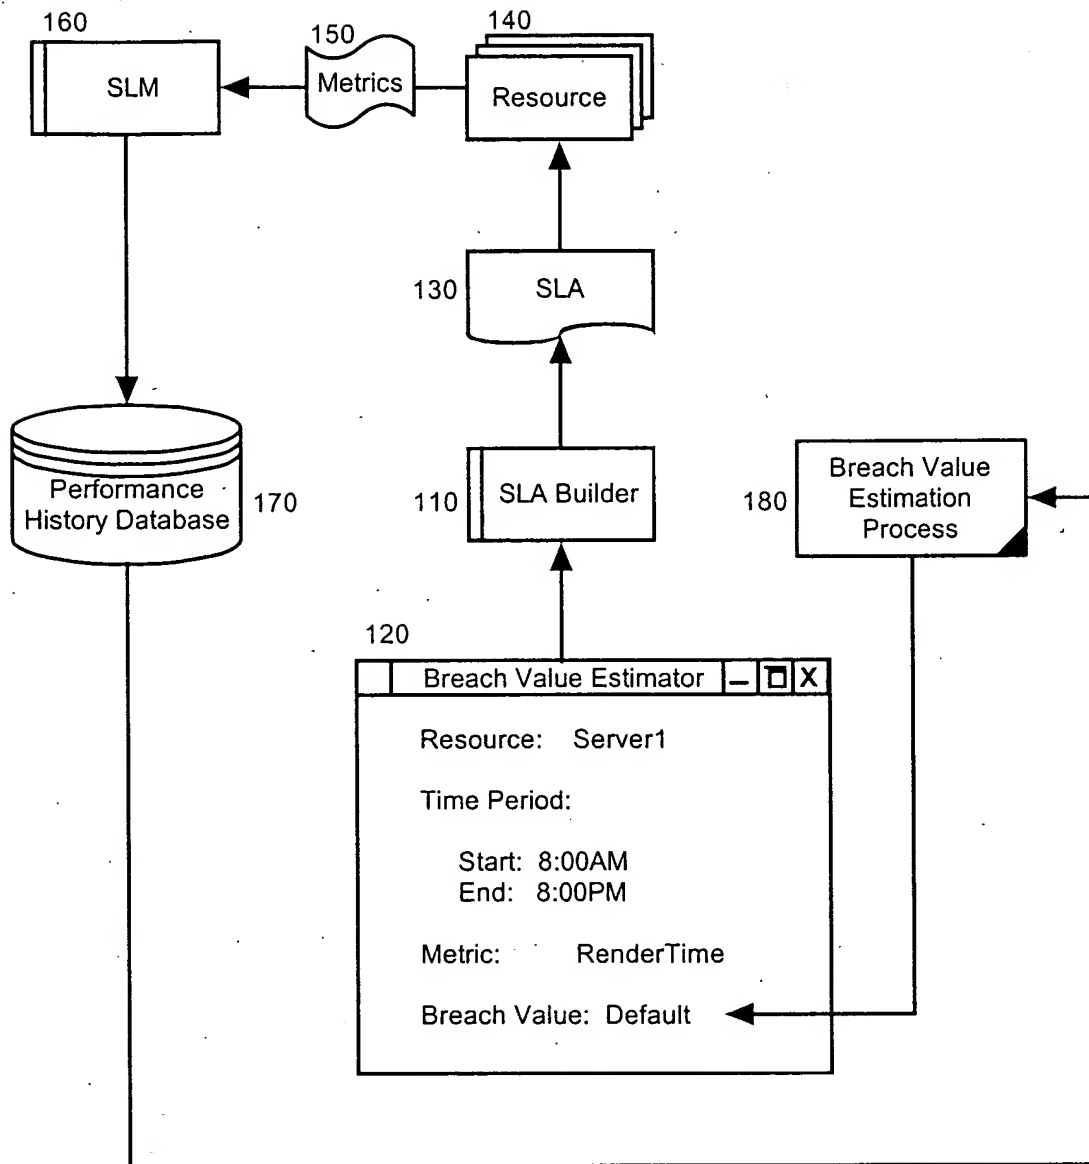 160
150
140
SLM
Metrics
Resource
130
SLA
Performance
History Database
170
110
SLA Builder
180
Breach Value
Estimation
Process
120
Breach Value Estimator
X
Resource: Server1
Time Period:
Start: 8:00AM
End: 8:00PM
Metric: RenderTime
Breach Value: Default